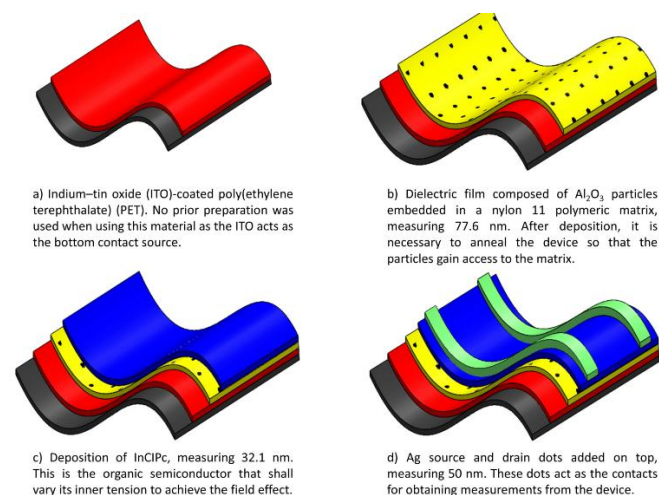 a) Indium–tin oxide (ITO)-coated poly(ethylene
terephthalate) (PET). No prior preparation was
used when using this material as the ITO acts as
the bottom contact source.
b) Dielectric film composed of Al₂O₃ particles
embedded in a nylon 11 polymeric matrix,
measuring 77.6 nm. After deposition, it is
necessary to anneal the device so that the
particles gain access to the matrix.
c) Deposition of InClPc, measuring 32.1 nm.
This is the organic semiconductor that shall
vary its inner tension to achieve the field effect.
d) Ag source and drain dots added on top,
measuring 50 nm. These dots act as the contacts
for obtaining measurements from the device.